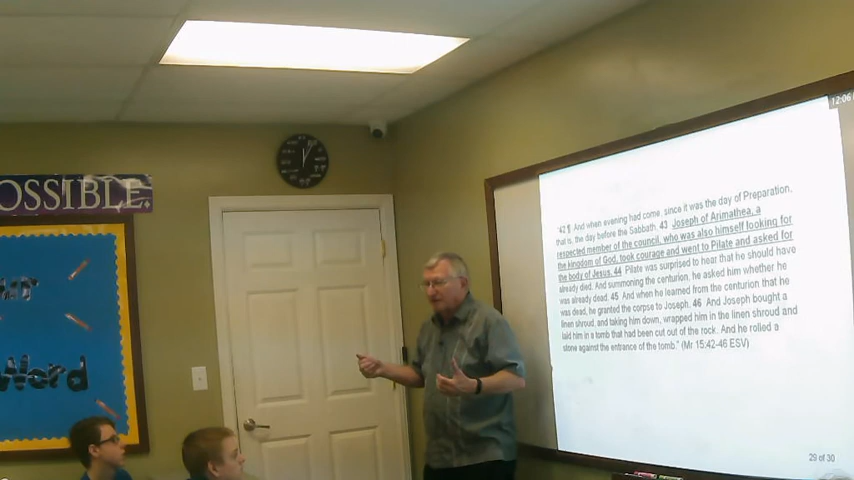 OSSIBLE.
Word
12:06
"42 ¶ And when evening had come, since it was the day of Preparation,
that is, the day before the Sabbath, 43 Joseph of Arimathea, a
respected member of the council, who was also himself looking for
the kingdom of God, took courage and went to Pilate and asked for
the body of Jesus. 44 Pilate was surprised to hear that he should have
already died. And summoning the centurion, he asked him whether he
was already dead. 45 And when he learned from the centurion that he
was dead, he granted the corpse to Joseph. 46 And Joseph bought a
linen shroud, and taking him down, wrapped him in the linen shroud and
laid him in a tomb that had been cut out of the rock. And he rolled a
stone against the entrance of the tomb." (Mr 15:42-46 ESV)
29 of 30